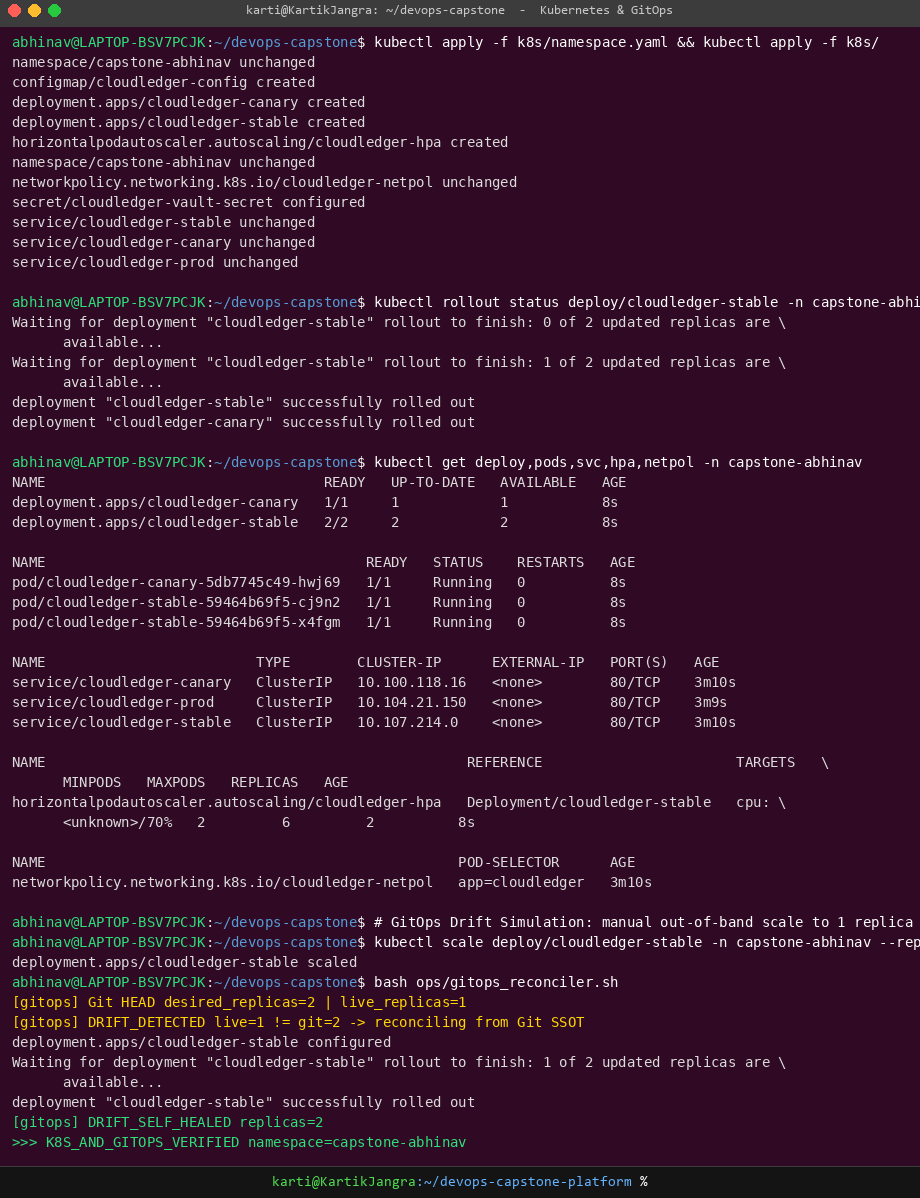 karti@KartikJangra: ~/devops-capstone  -  Kubernetes & GitOps
abhinav@LAPTOP-BSV7PCJK:~/devops-capstone$ kubectl apply -f k8s/namespace.yaml && kubectl apply -f k8s/
namespace/capstone-abhinav unchanged
configmap/cloudledger-config created
deployment.apps/cloudledger-canary created
deployment.apps/cloudledger-stable created
horizontalpodautoscaler.autoscaling/cloudledger-hpa created
namespace/capstone-abhinav unchanged
networkpolicy.networking.k8s.io/cloudledger-netpol unchanged
secret/cloudledger-vault-secret configured
service/cloudledger-stable unchanged
service/cloudledger-canary unchanged
service/cloudledger-prod unchanged

abhinav@LAPTOP-BSV7PCJK:~/devops-capstone$ kubectl rollout status deploy/cloudledger-stable -n capstone-abhi
Waiting for deployment "cloudledger-stable" rollout to finish: 0 of 2 updated replicas are \
      available...
Waiting for deployment "cloudledger-stable" rollout to finish: 1 of 2 updated replicas are \
      available...
deployment "cloudledger-stable" successfully rolled out
deployment "cloudledger-canary" successfully rolled out

abhinav@LAPTOP-BSV7PCJK:~/devops-capstone$ kubectl get deploy,pods,svc,hpa,netpol -n capstone-abhinav
NAME                                 READY   UP-TO-DATE   AVAILABLE   AGE
deployment.apps/cloudledger-canary   1/1     1            1           8s
deployment.apps/cloudledger-stable   2/2     2            2           8s

NAME                                      READY   STATUS    RESTARTS   AGE
pod/cloudledger-canary-5db7745c49-hwj69   1/1     Running   0          8s
pod/cloudledger-stable-59464b69f5-cj9n2   1/1     Running   0          8s
pod/cloudledger-stable-59464b69f5-x4fgm   1/1     Running   0          8s

NAME                         TYPE        CLUSTER-IP      EXTERNAL-IP   PORT(S)   AGE
service/cloudledger-canary   ClusterIP   10.100.118.16   <none>        80/TCP    3m10s
service/cloudledger-prod     ClusterIP   10.104.21.150   <none>        80/TCP    3m9s
service/cloudledger-stable   ClusterIP   10.107.214.0    <none>        80/TCP    3m10s

NAME                                                  REFERENCE                       TARGETS   \
      MINPODS   MAXPODS   REPLICAS   AGE
horizontalpodautoscaler.autoscaling/cloudledger-hpa   Deployment/cloudledger-stable   cpu: \
      <unknown>/70%   2         6         2          8s

NAME                                                 POD-SELECTOR      AGE
networkpolicy.networking.k8s.io/cloudledger-netpol   app=cloudledger   3m10s

abhinav@LAPTOP-BSV7PCJK:~/devops-capstone$ # GitOps Drift Simulation: manual out-of-band scale to 1 replica
abhinav@LAPTOP-BSV7PCJK:~/devops-capstone$ kubectl scale deploy/cloudledger-stable -n capstone-abhinav --rep
deployment.apps/cloudledger-stable scaled
abhinav@LAPTOP-BSV7PCJK:~/devops-capstone$ bash ops/gitops_reconciler.sh
[gitops] Git HEAD desired_replicas=2 | live_replicas=1
[gitops] DRIFT_DETECTED live=1 != git=2 -> reconciling from Git SSOT
deployment.apps/cloudledger-stable configured
Waiting for deployment "cloudledger-stable" rollout to finish: 1 of 2 updated replicas are \
      available...
deployment "cloudledger-stable" successfully rolled out
[gitops] DRIFT_SELF_HEALED replicas=2
>>> K8S_AND_GITOPS_VERIFIED namespace=capstone-abhinav
karti@KartikJangra:~/devops-capstone-platform %